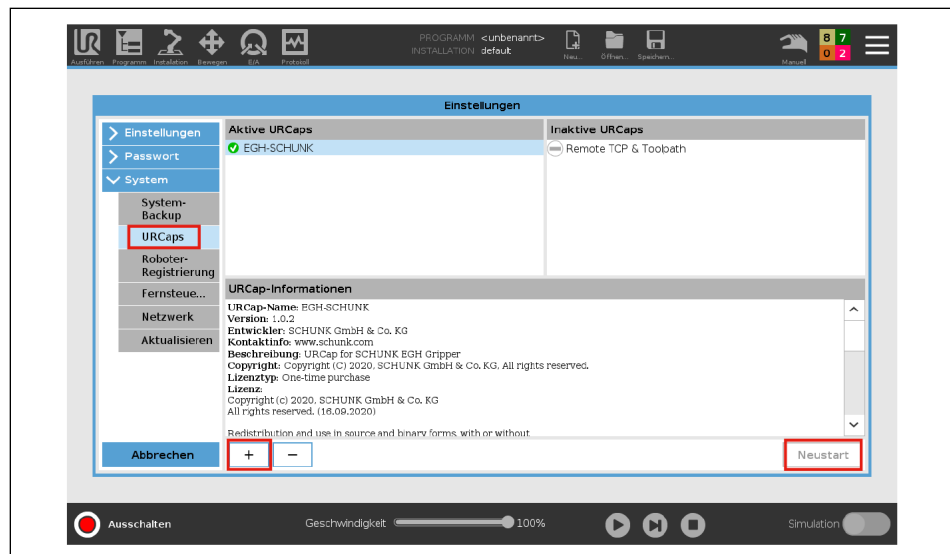 PROGRAMM <unbenannt>
INSTALLATION default
Ausführen Programm Installation Bewegen E/A Protokoll
Neu... Öffnen... Speichern...
Manuell
8 7
0 2
Einstellungen
Einstellungen
Passwort
System
System-
Backup
URCaps
Roboter-
Registrierung
Fernsteue...
Netzwerk
Aktualisieren
Abbrechen
Aktive URCaps
EGH-SCHUNK
Inaktive URCaps
Remote TCP & Toolpath
URCap-Informationen
URCap-Name: EGH-SCHUNK
Version: 1.0.2
Entwickler: SCHUNK GmbH & Co. KG
Kontaktinfo: www.schunk.com
Beschreibung: URCap for SCHUNK EGH Gripper
Copyright: Copyright (C) 2020, SCHUNK GmbH & Co. KG, All rights reserved.
Lizenztyp: One-time purchase
Lizenz:
Copyright (c) 2020, SCHUNK GmbH & Co. KG
All rights reserved. (16.09.2020)
Redistribution and use in source and binary forms, with or without
+ −
Neustart
Ausschalten
Geschwindigkeit 100%
Simulation